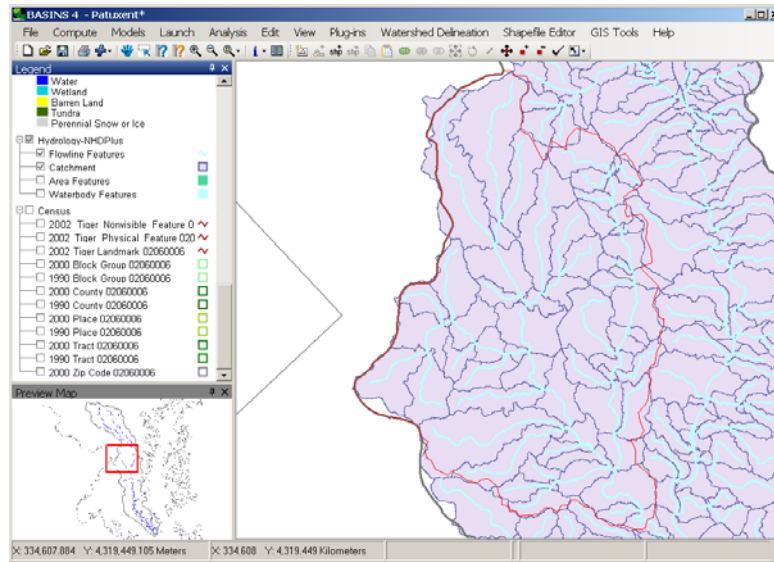 BASINS 4 - Patuxent*
File Compute Models Launch Analysis Edit View Plug-ins Watershed Delineation Shapefile Editor GIS Tools Help
Legend
Water
Wetland
Barren Land
Tundra
Perennial Snow or Ice
Hydrology-NHDPlus
Flowline Features
Catchment
Area Features
Waterbody Features
Census
2002 Tiger Nonvisible Feature 0
2002 Tiger Physical Feature 020
2002 Tiger Landmark 02060006
2000 Block Group 02060006
1990 Block Group 02060006
2000 County 02060006
1990 County 02060006
2000 Place 02060006
1990 Place 02060006
2000 Tract 02060006
1990 Tract 02060006
2000 Zip Code 02060006
Preview Map
X: 334,607.884 Y: 4,319,449.105 Meters X: 334.608 Y: 4,319.449 Kilometers